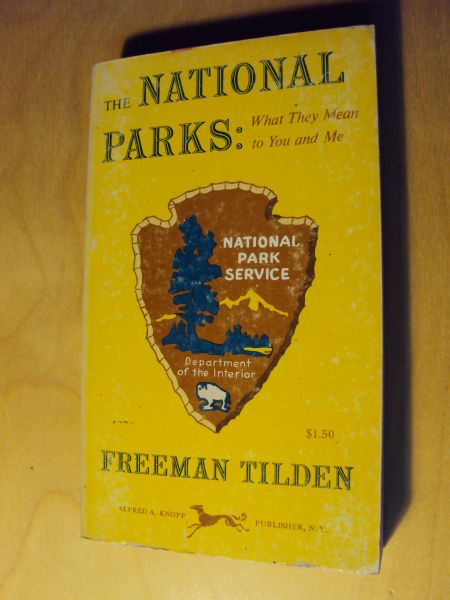 THE NATIONAL
PARKS: What They Mean
to You and Me
NATIONAL
PARK
SERVICE
Department
of the Interior
$1.50
FREEMAN TILDEN
ALFRED A. KNOPF PUBLISHER, N.Y.